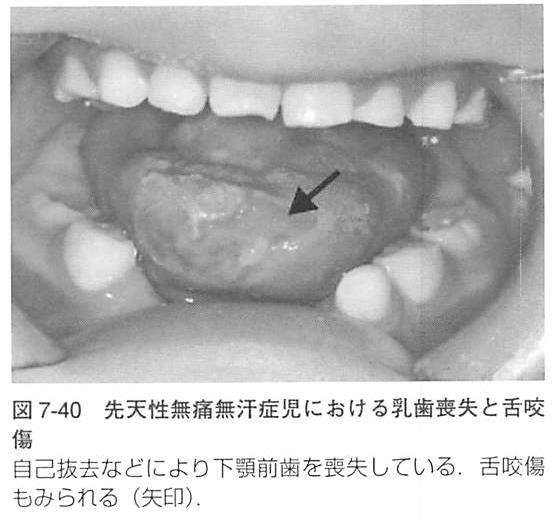 図7-40　先天性無痛無汗症児における乳歯喪失と舌咬
傷
自己抜去などにより下顎前歯を喪失している．舌咬傷
もみられる（矢印）．